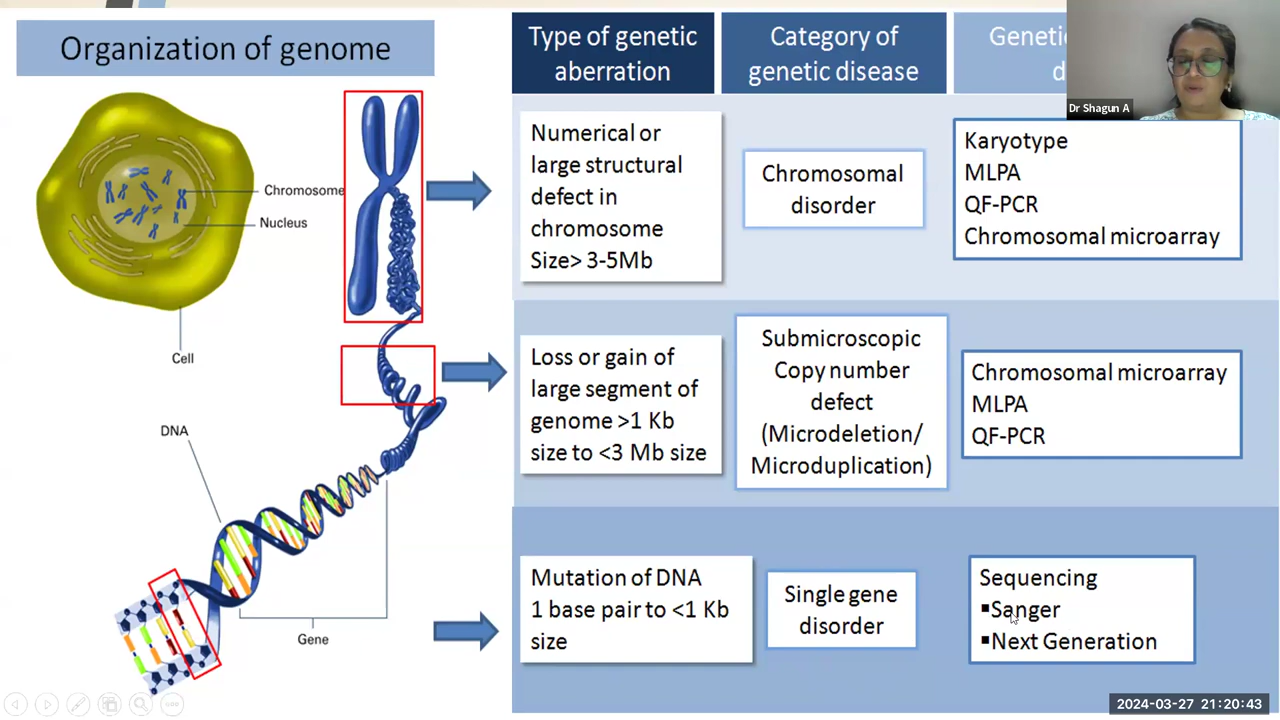 Organization of genome
Chromosome
Nucleus
Cell
DNA
Gene
Type of genetic
aberration
Category of
genetic disease
Numerical or
large structural
defect in
chromosome
Size> 3-5Mb
Chromosomal
disorder
Karyotype
MLPA
QF-PCR
Chromosomal microarray
Loss or gain of
large segment of
genome >1 Kb
size to <3 Mb size
Submicroscopic
Copy number
defect
(Microdeletion/
Microduplication)
Chromosomal microarray
MLPA
QF-PCR
Mutation of DNA
1 base pair to <1 Kb
size
Single gene
disorder
Sequencing
▪Sanger
▪Next Generation
Dr Shagun A
2024-03-27 21:20:43